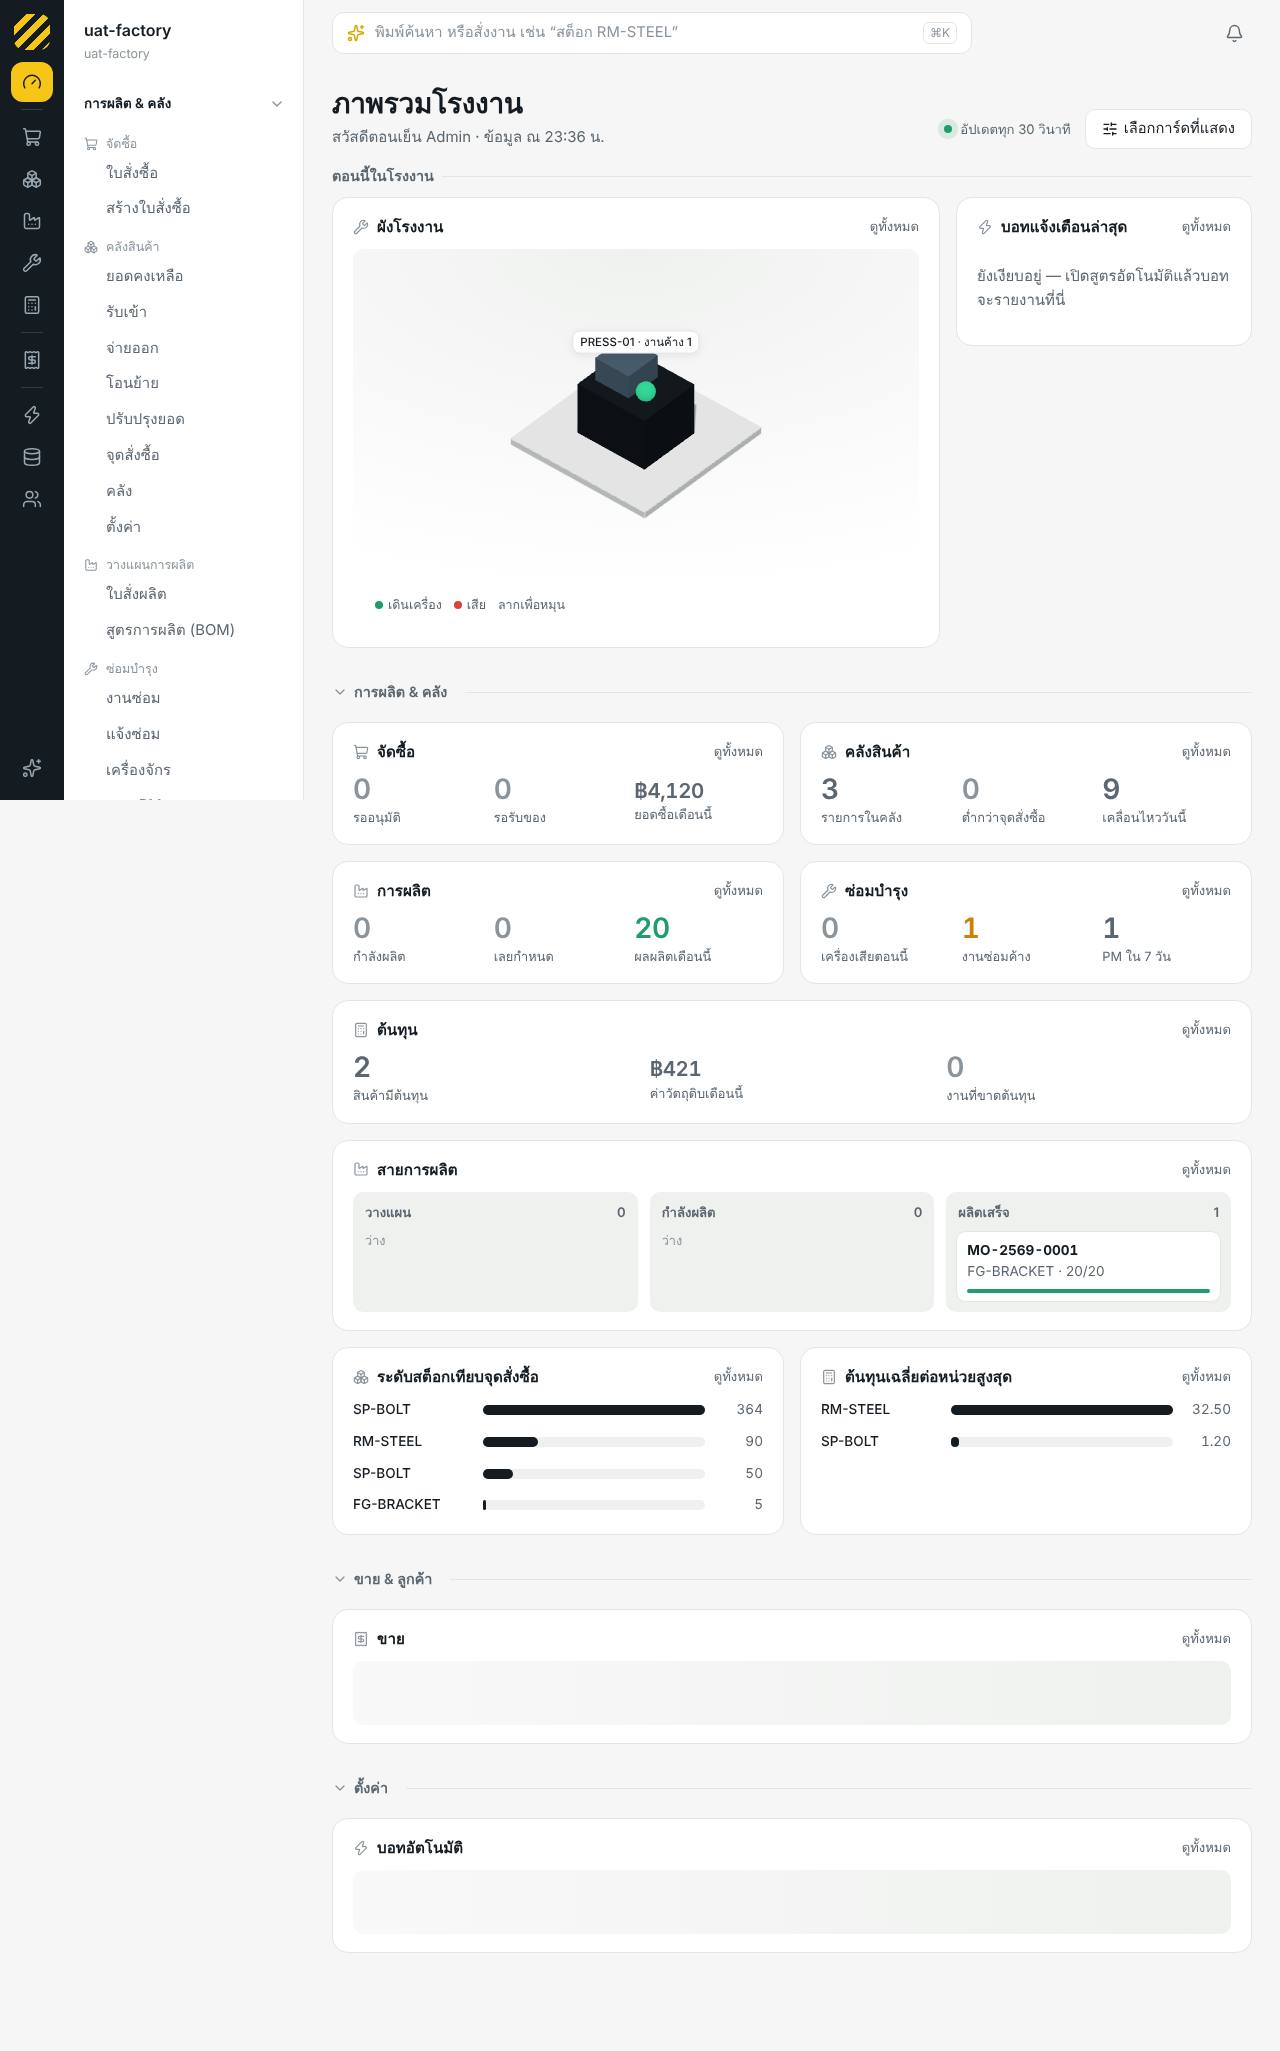 uat-factory
uat-factory
การผลิต & คลัง
จัดซื้อ
ใบสั่งซื้อ
สร้างใบสั่งซื้อ
คลังสินค้า
ยอดคงเหลือ
รับเข้า
จ่ายออก
โอนย้าย
ปรับปรุงยอด
จุดสั่งซื้อ
คลัง
ตั้งค่า
วางแผนการผลิต
ใบสั่งผลิต
สูตรการผลิต (BOM)
ซ่อมบำรุง
งานซ่อม
แจ้งซ่อม
เครื่องจักร
พิมพ์ค้นหา หรือสั่งงาน เช่น “สต็อก RM-STEEL”
⌘K
ภาพรวมโรงงาน
สวัสดีตอนเย็น Admin · ข้อมูล ณ 23:36 น.
อัปเดตทุก 30 วินาที
เลือกการ์ดที่แสดง
ตอนนี้ในโรงงาน
ผังโรงงาน
ดูทั้งหมด
PRESS-01 · งานค้าง 1
เดินเครื่อง
เสีย
ลากเพื่อหมุน
บอทแจ้งเตือนล่าสุด
ดูทั้งหมด
ยังเงียบอยู่ — เปิดสูตรอัตโนมัติแล้วบอท
จะรายงานที่นี่
การผลิต & คลัง
จัดซื้อ
ดูทั้งหมด
0
0
฿4,120
รออนุมัติ
รอรับของ
ยอดซื้อเดือนนี้
คลังสินค้า
ดูทั้งหมด
3
0
9
รายการในคลัง
ต่ำกว่าจุดสั่งซื้อ
เคลื่อนไหววันนี้
การผลิต
ดูทั้งหมด
0
0
20
กำลังผลิต
เลยกำหนด
ผลผลิตเดือนนี้
ซ่อมบำรุง
ดูทั้งหมด
0
1
1
เครื่องเสียตอนนี้
งานซ่อมค้าง
PM ใน 7 วัน
ต้นทุน
ดูทั้งหมด
2
฿421
0
สินค้ามีต้นทุน
ค่าวัตถุดิบเดือนนี้
งานที่ขาดต้นทุน
สายการผลิต
ดูทั้งหมด
วางแผน
0
ว่าง
กำลังผลิต
0
ว่าง
ผลิตเสร็จ
1
MO-2569-0001
FG-BRACKET · 20/20
ระดับสต็อกเทียบจุดสั่งซื้อ
ดูทั้งหมด
SP-BOLT 364
RM-STEEL 90
SP-BOLT 50
FG-BRACKET 5
ต้นทุนเฉลี่ยต่อหน่วยสูงสุด
ดูทั้งหมด
RM-STEEL 32.50
SP-BOLT 1.20
ขาย & ลูกค้า
ขาย
ดูทั้งหมด
ตั้งค่า
บอทอัตโนมัติ
ดูทั้งหมด